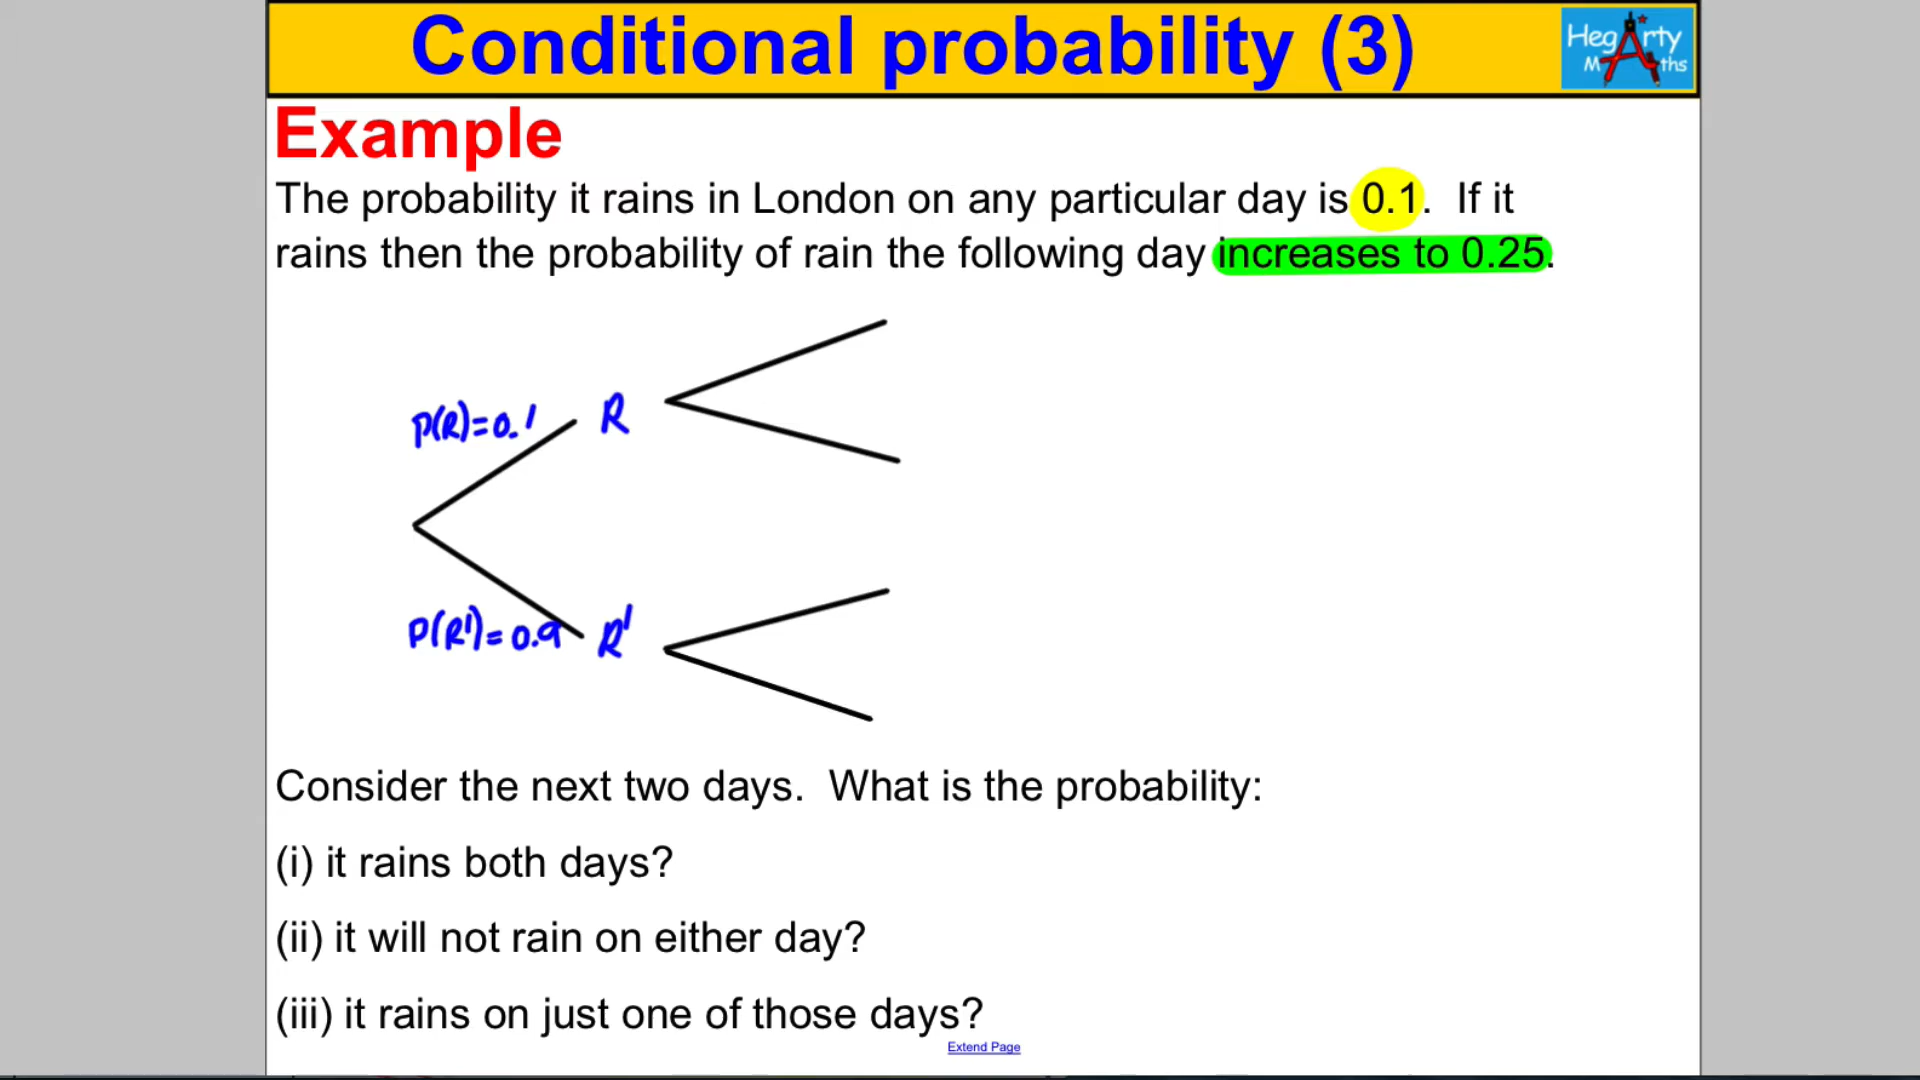 Conditional probability (3)
HegArty
Mths
Example
The probability it rains in London on any particular day is 0.1. If it
rains then the probability of rain the following day increases to 0.25.
P(R)=0.1 R
P(R')=0.9 R'
Consider the next two days. What is the probability:
(i) it rains both days?
(ii) it will not rain on either day?
(iii) it rains on just one of those days?
Extend Page